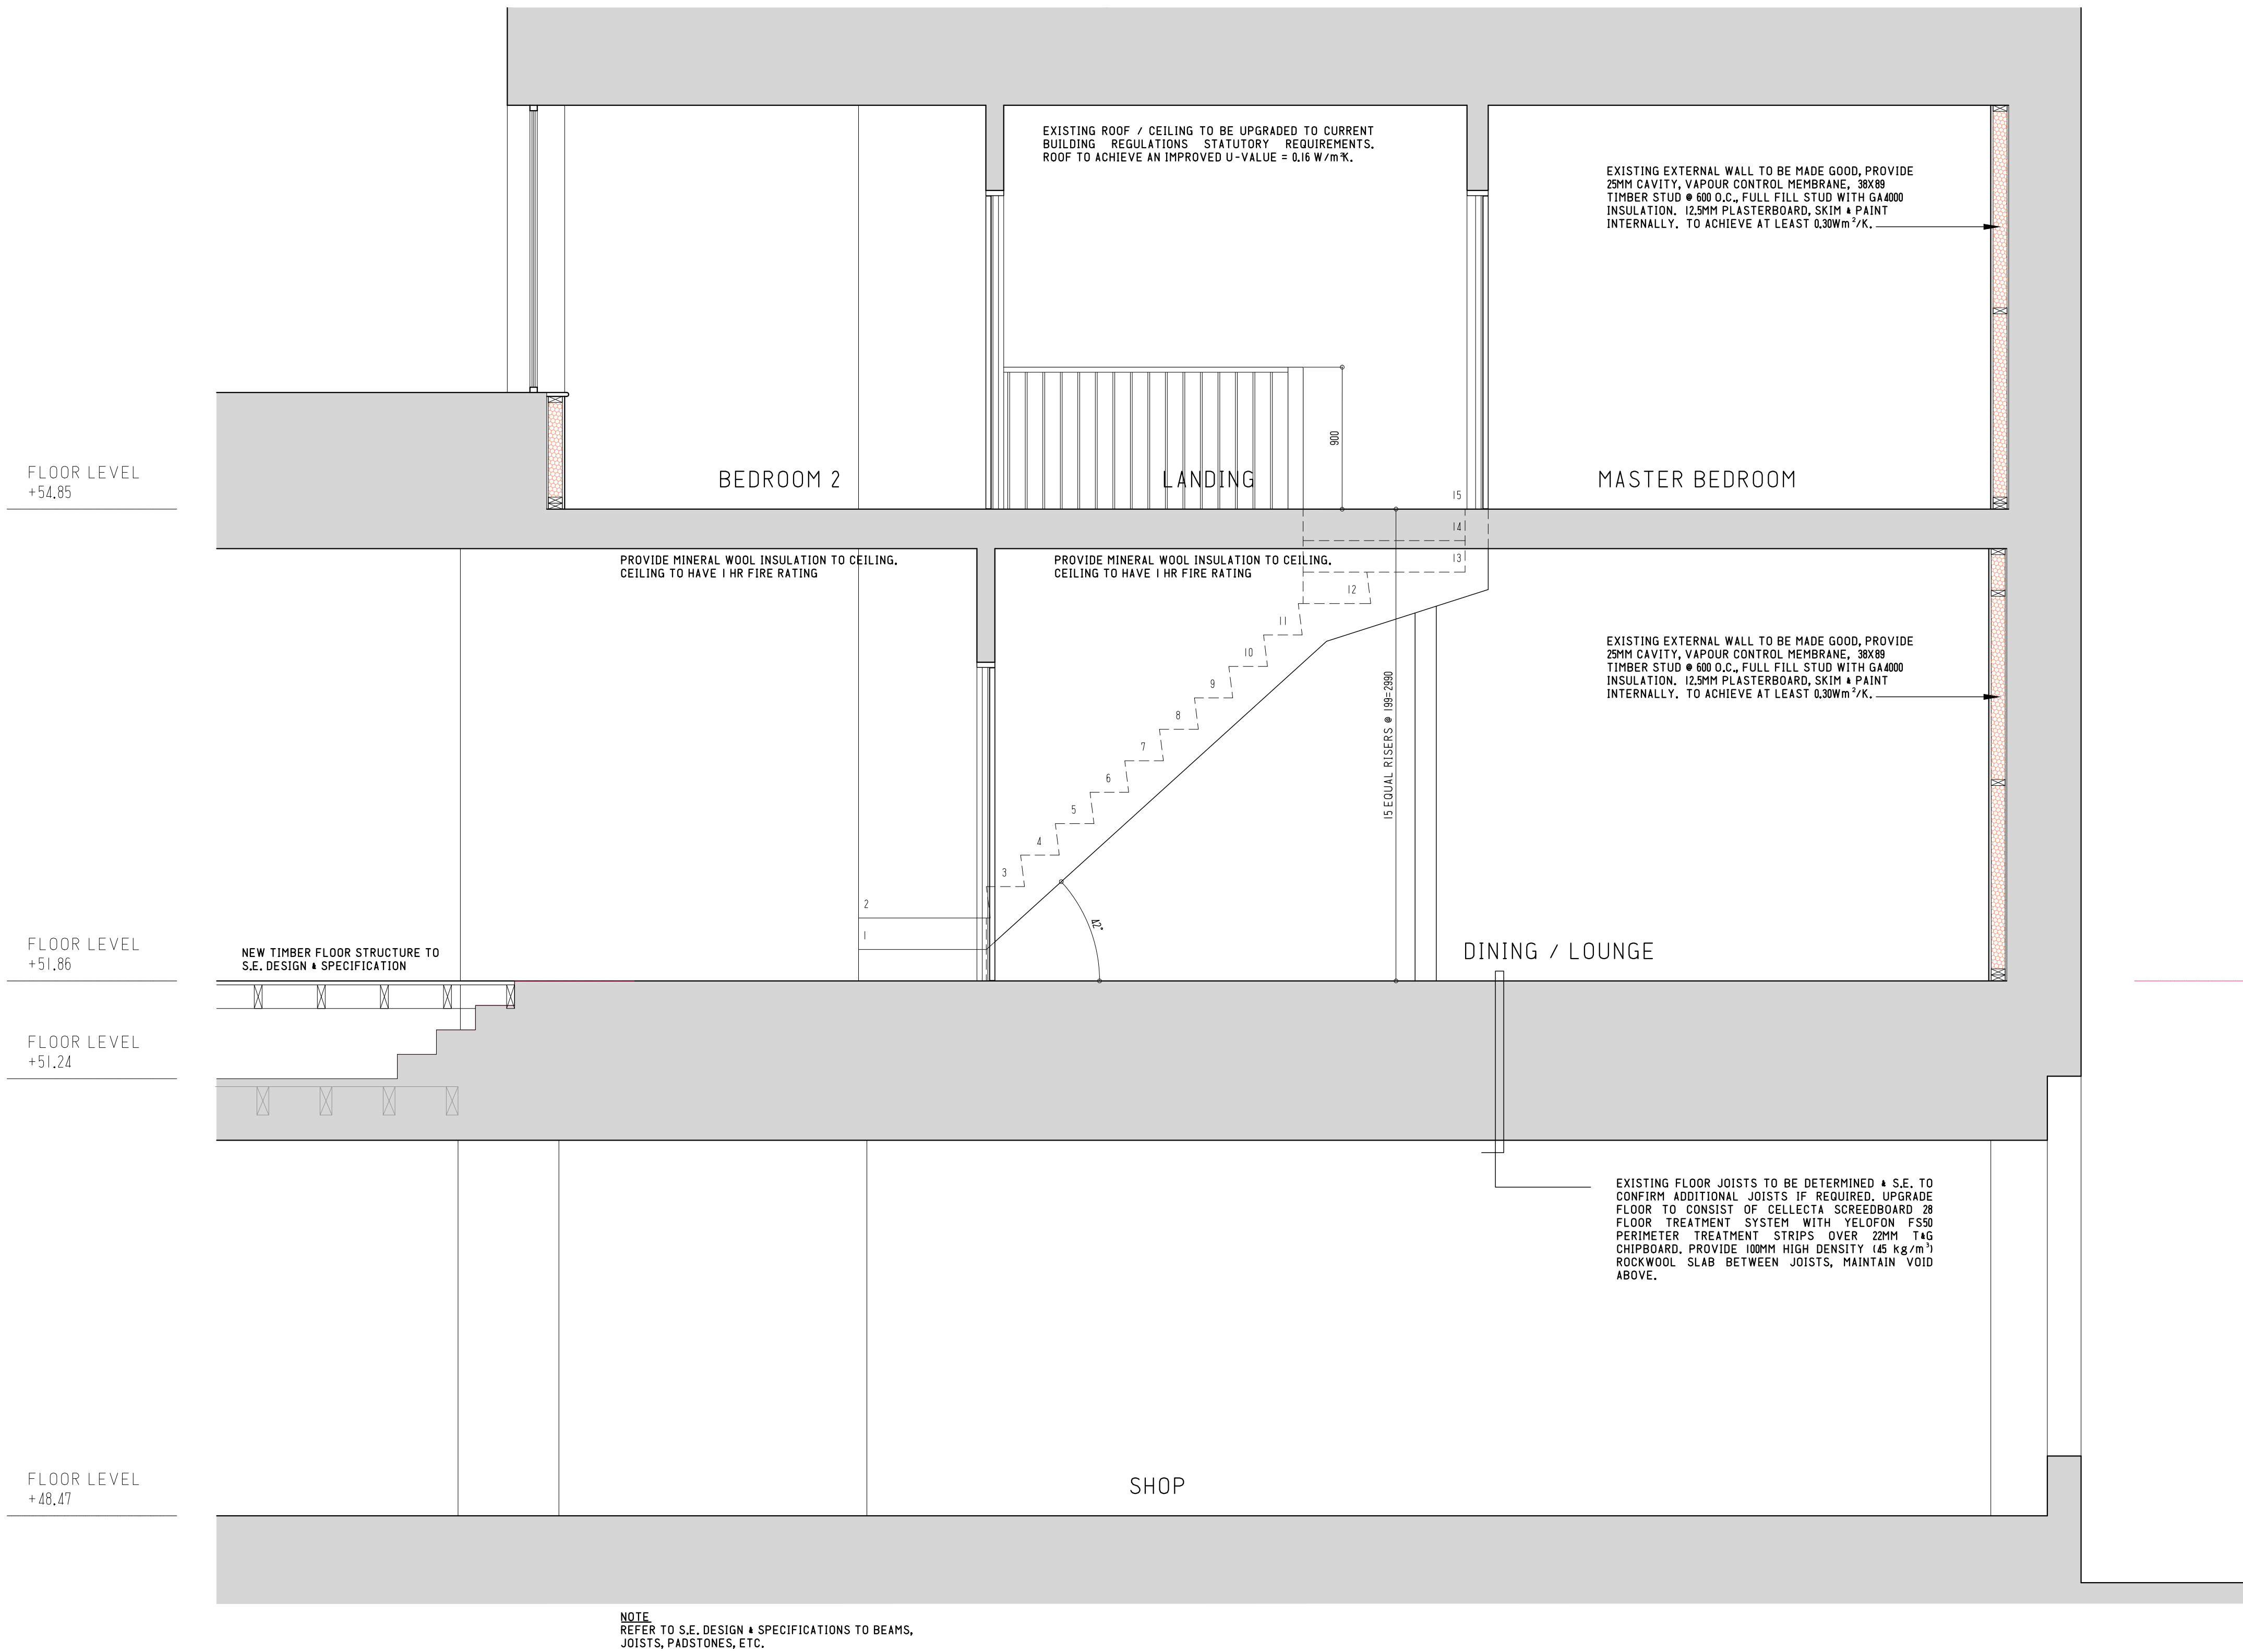 EXISTING ROOF / CEILING TO BE UPGRADED TO CURRENT
BUILDING REGULATIONS STATUTORY REQUIREMENTS.
ROOF TO ACHIEVE AN IMPROVED U-VALUE = 0.16 W/m²K.
EXISTING EXTERNAL WALL TO BE MADE GOOD, PROVIDE
25MM CAVITY, VAPOUR CONTROL MEMBRANE, 38X89
TIMBER STUD @ 600 O.C., FULL FILL STUD WITH GA4000
INSULATION. 12.5MM PLASTERBOARD, SKIM & PAINT
INTERNALLY. TO ACHIEVE AT LEAST 0.30Wm²/K.
900
FLOOR LEVEL
+54.85
BEDROOM 2
LANDING
MASTER BEDROOM
15
14
13
12
11
10
9
8
7
6
5
4
3
2
1
PROVIDE MINERAL WOOL INSULATION TO CEILING.
CEILING TO HAVE 1 HR FIRE RATING
PROVIDE MINERAL WOOL INSULATION TO CEILING.
CEILING TO HAVE 1 HR FIRE RATING
EXISTING EXTERNAL WALL TO BE MADE GOOD, PROVIDE
25MM CAVITY, VAPOUR CONTROL MEMBRANE, 38X89
TIMBER STUD @ 600 O.C., FULL FILL STUD WITH GA4000
INSULATION. 12.5MM PLASTERBOARD, SKIM & PAINT
INTERNALLY. TO ACHIEVE AT LEAST 0.30Wm²/K.
15 EQUAL RISERS @ 199=2990
42°
FLOOR LEVEL
+51.86
NEW TIMBER FLOOR STRUCTURE TO
S.E. DESIGN & SPECIFICATION
DINING / LOUNGE
FLOOR LEVEL
+51.24
EXISTING FLOOR JOISTS TO BE DETERMINED & S.E. TO
CONFIRM ADDITIONAL JOISTS IF REQUIRED. UPGRADE
FLOOR TO CONSIST OF CELLECTA SCREEDBOARD 28
FLOOR TREATMENT SYSTEM WITH YELOFON FS50
PERIMETER TREATMENT STRIPS OVER 22MM T&G
CHIPBOARD. PROVIDE 100MM HIGH DENSITY (45 kg/m³)
ROCKWOOL SLAB BETWEEN JOISTS, MAINTAIN VOID
ABOVE.
FLOOR LEVEL
+48.47
SHOP
NOTE
REFER TO S.E. DESIGN & SPECIFICATIONS TO BEAMS,
JOISTS, PADSTONES, ETC.